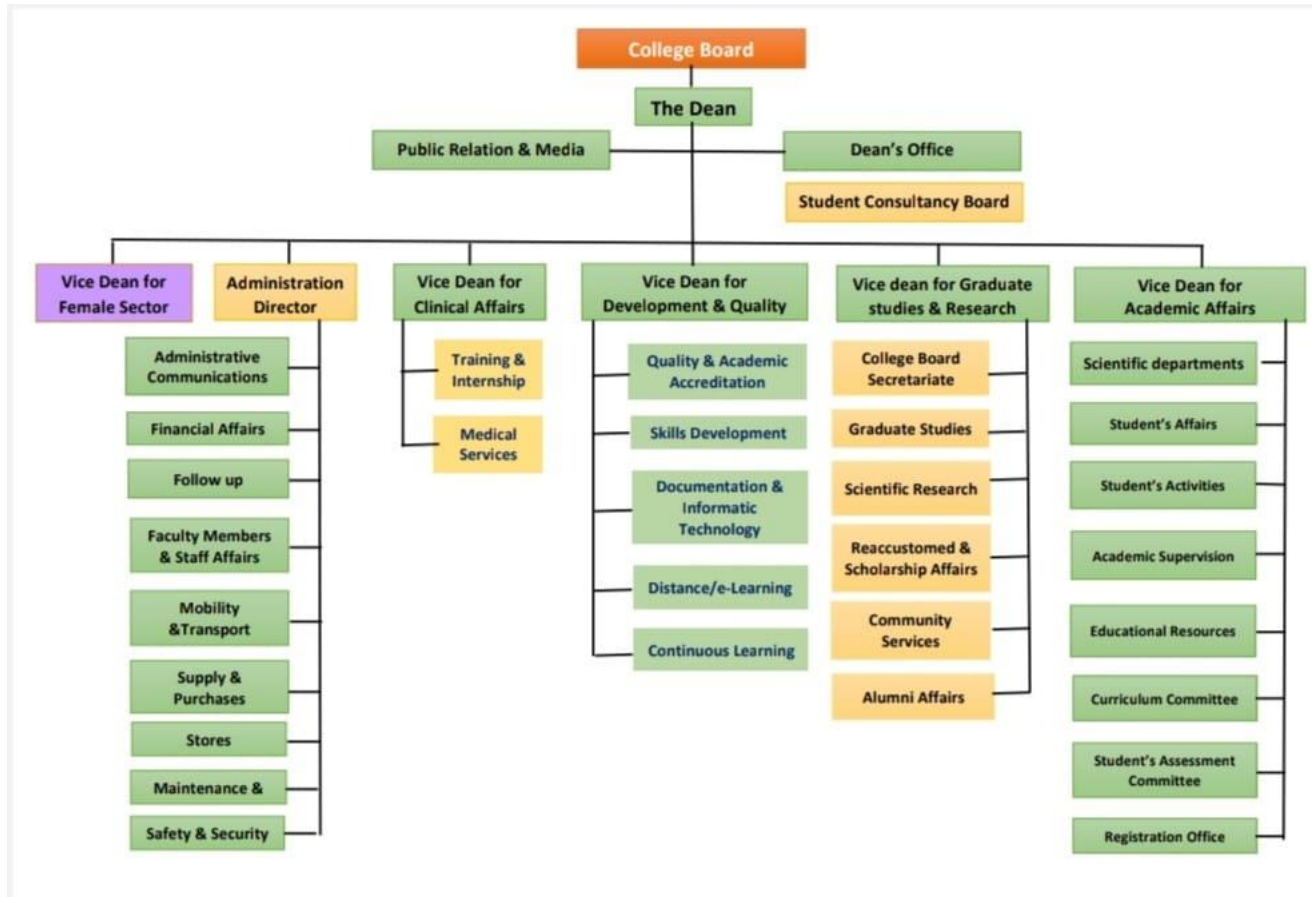 College Board
The Dean
Public Relation & Media
Dean's Office
Student Consultancy Board
Vice Dean for
Female Sector
Administration
Director
Vice Dean for
Clinical Affairs
Vice Dean for
Development & Quality
Vice dean for Graduate
studies & Research
Vice Dean for
Academic Affairs
Administrative
Communications
Financial Affairs
Follow up
Faculty Members
& Staff Affairs
Mobility
&Transport
Supply &
Purchases
Stores
Maintenance &
Safety & Security
Training &
Internship
Medical
Services
Quality & Academic
Accreditation
Skills Development
Documentation &
Informatic
Technology
Distance/e-Learning
Continuous Learning
College Board
Secretariate
Graduate Studies
Scientific Research
Reaccustomed &
Scholarship Affairs
Community
Services
Alumni Affairs
Scientific departments
Student's Affairs
Student's Activities
Academic Supervision
Educational Resources
Curriculum Committee
Student's Assessment
Committee
Registration Office